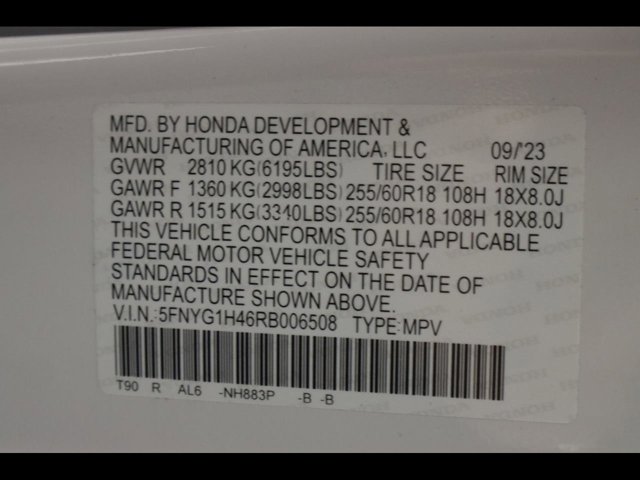 MFD. BY HONDA DEVELOPMENT &
MANUFACTURING OF AMERICA, LLC 09/'23
GVWR 2810 KG(6195LBS) TIRE SIZE RIM SIZE
GAWR F 1360 KG(2998LBS) 255/60R18 108H 18X8.0J
GAWR R 1515 KG(3340LBS) 255/60R18 108H 18X8.0J
THIS VEHICLE CONFORMS TO ALL APPLICABLE
FEDERAL MOTOR VEHICLE SAFETY
STANDARDS IN EFFECT ON THE DATE OF
MANUFACTURE SHOWN ABOVE.
V.I.N.:5FNYG1H46RB006508 TYPE:MPV
T90 R AL6 -NH883P -B -B